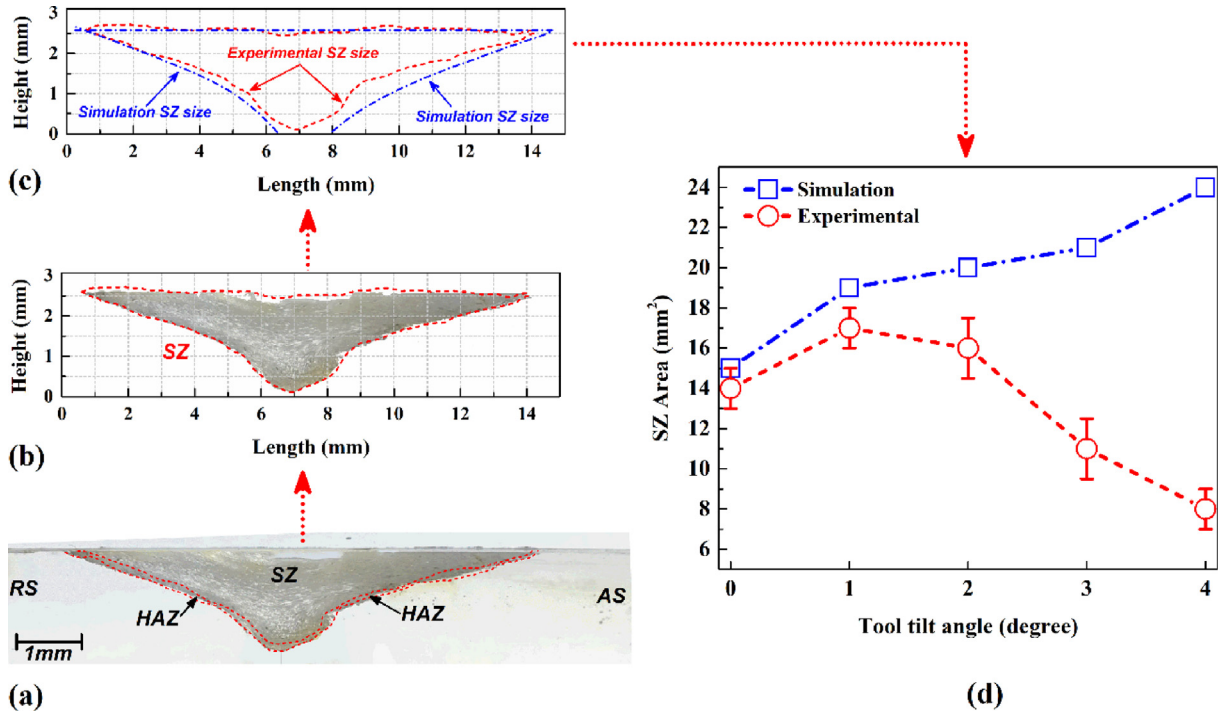 3
2
1
0
Height (mm)
Experimental SZ size
Simulation SZ size
Simulation SZ size
0 2 4 6 8 10 12 14
Length (mm)
(c)
3
2
1
0
Height (mm)
SZ
0 2 4 6 8 10 12 14
Length (mm)
(b)
SZ
RS
AS
HAZ
HAZ
1mm
(a)
24
22
20
18
16
14
12
10
8
6
SZ Area (mm²)
Simulation
Experimental
0 1 2 3 4
Tool tilt angle (degree)
(d)